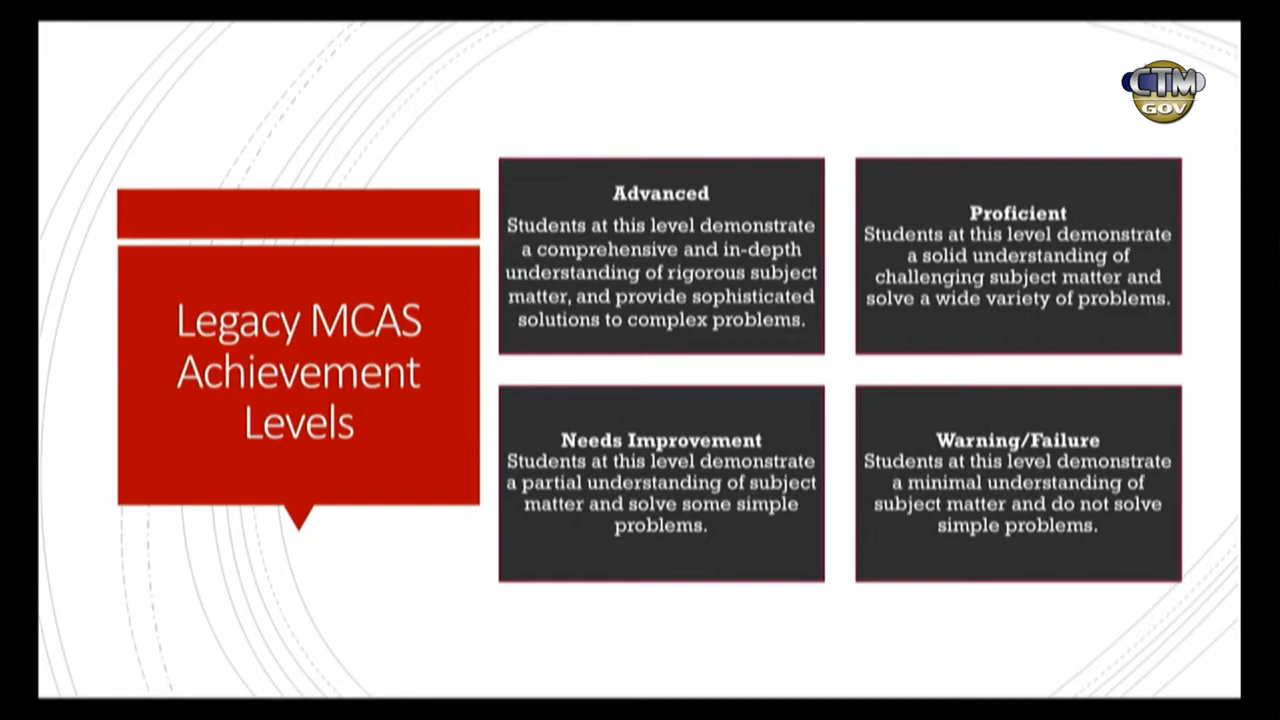 CTM
GOV
Legacy MCAS
Achievement
Levels
Advanced
Students at this level demonstrate
a comprehensive and in-depth
understanding of rigorous subject
matter, and provide sophisticated
solutions to complex problems.
Proficient
Students at this level demonstrate
a solid understanding of
challenging subject matter and
solve a wide variety of problems.
Needs Improvement
Students at this level demonstrate
a partial understanding of subject
matter and solve some simple
problems.
Warning/Failure
Students at this level demonstrate
a minimal understanding of
subject matter and do not solve
simple problems.